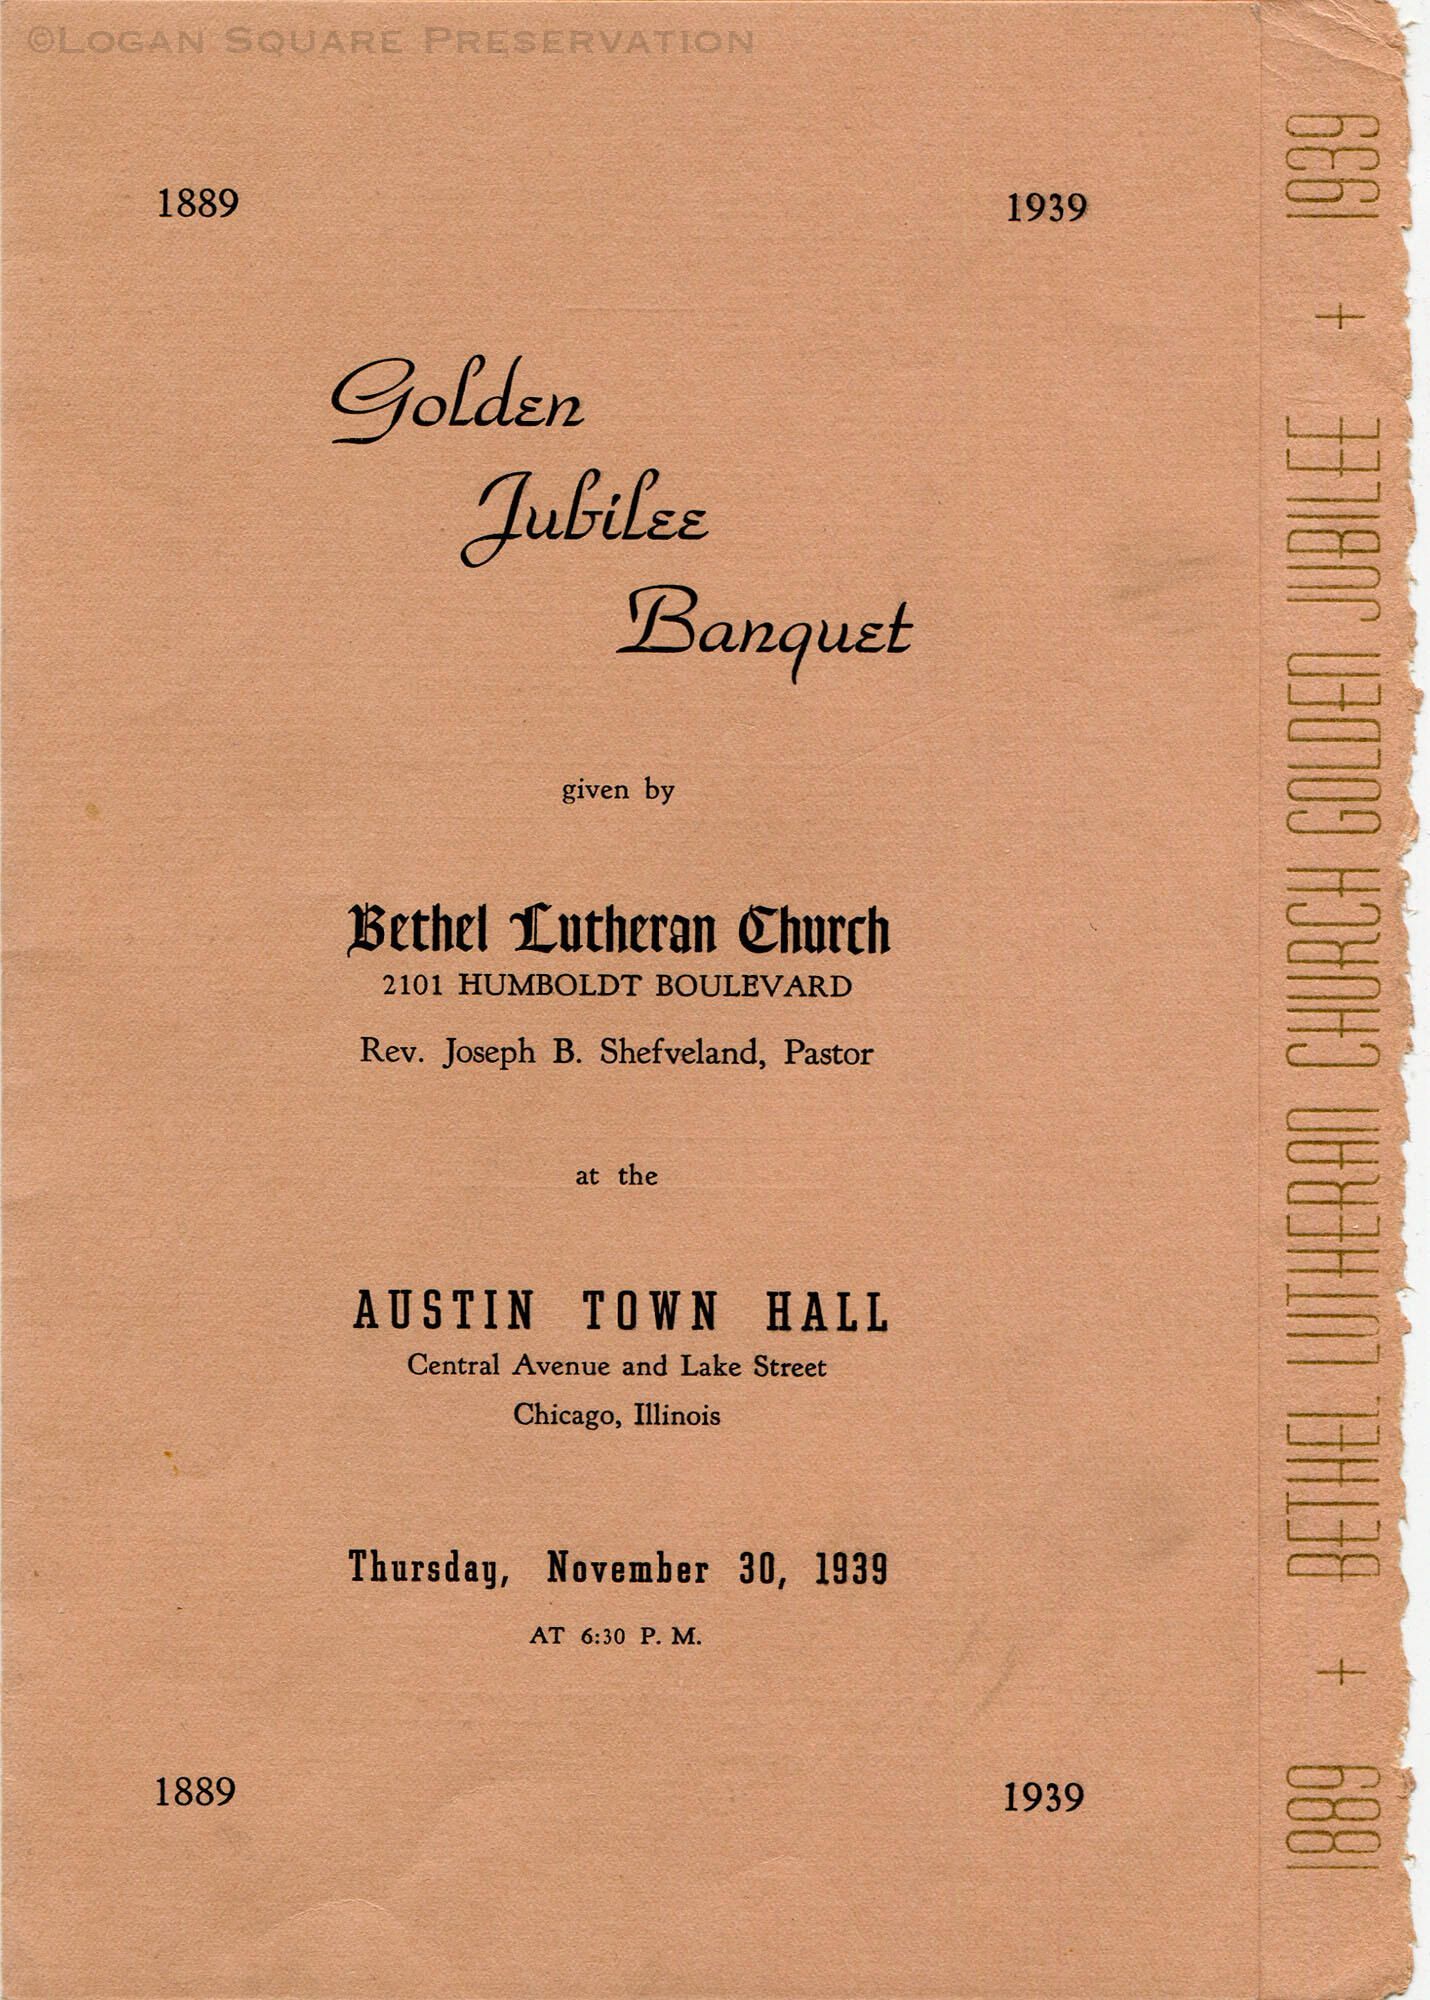 ©LOGAN SQUARE PRESERVATION
1889 1939
Golden
Jubilee
Banquet
given by
Bethel Lutheran Church
2101 HUMBOLDT BOULEVARD
Rev. Joseph B. Shefveland, Pastor
at the
AUSTIN TOWN HALL
Central Avenue and Lake Street
Chicago, Illinois
Thursday, November 30, 1939
AT 6:30 P. M.
1889 1939
1889 + BETHEL LUTHERAN CHURCH GOLDEN JUBILEE + 1939